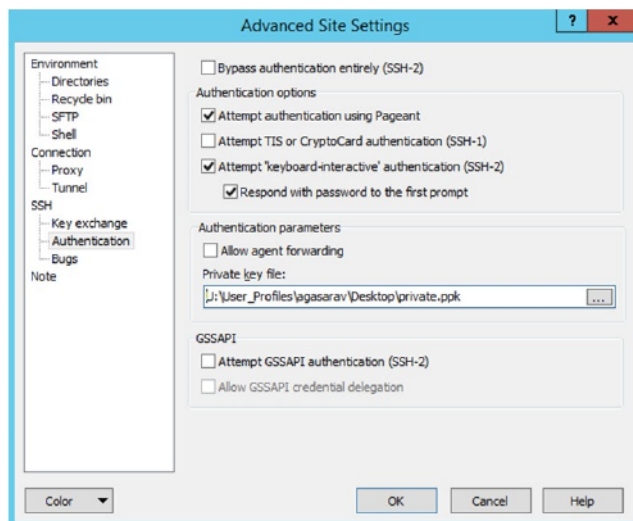 Advanced Site Settings
?
x
Environment
Directories
Recycle bin
SFTP
Shell
Connection
Proxy
Tunnel
SSH
Key exchange
Authentication
Bugs
Note
Bypass authentication entirely (SSH-2)
Authentication options
Attempt authentication using Pageant
Attempt TIS or CryptoCard authentication (SSH-1)
Attempt 'keyboard-interactive' authentication (SSH-2)
Respond with password to the first prompt
Authentication parameters
Allow agent forwarding
Private key file:
J:\User_Profiles\agasarav\Desktop\private.ppk
...
GSSAPI
Attempt GSSAPI authentication (SSH-2)
Allow GSSAPI credential delegation
Color
OK
Cancel
Help